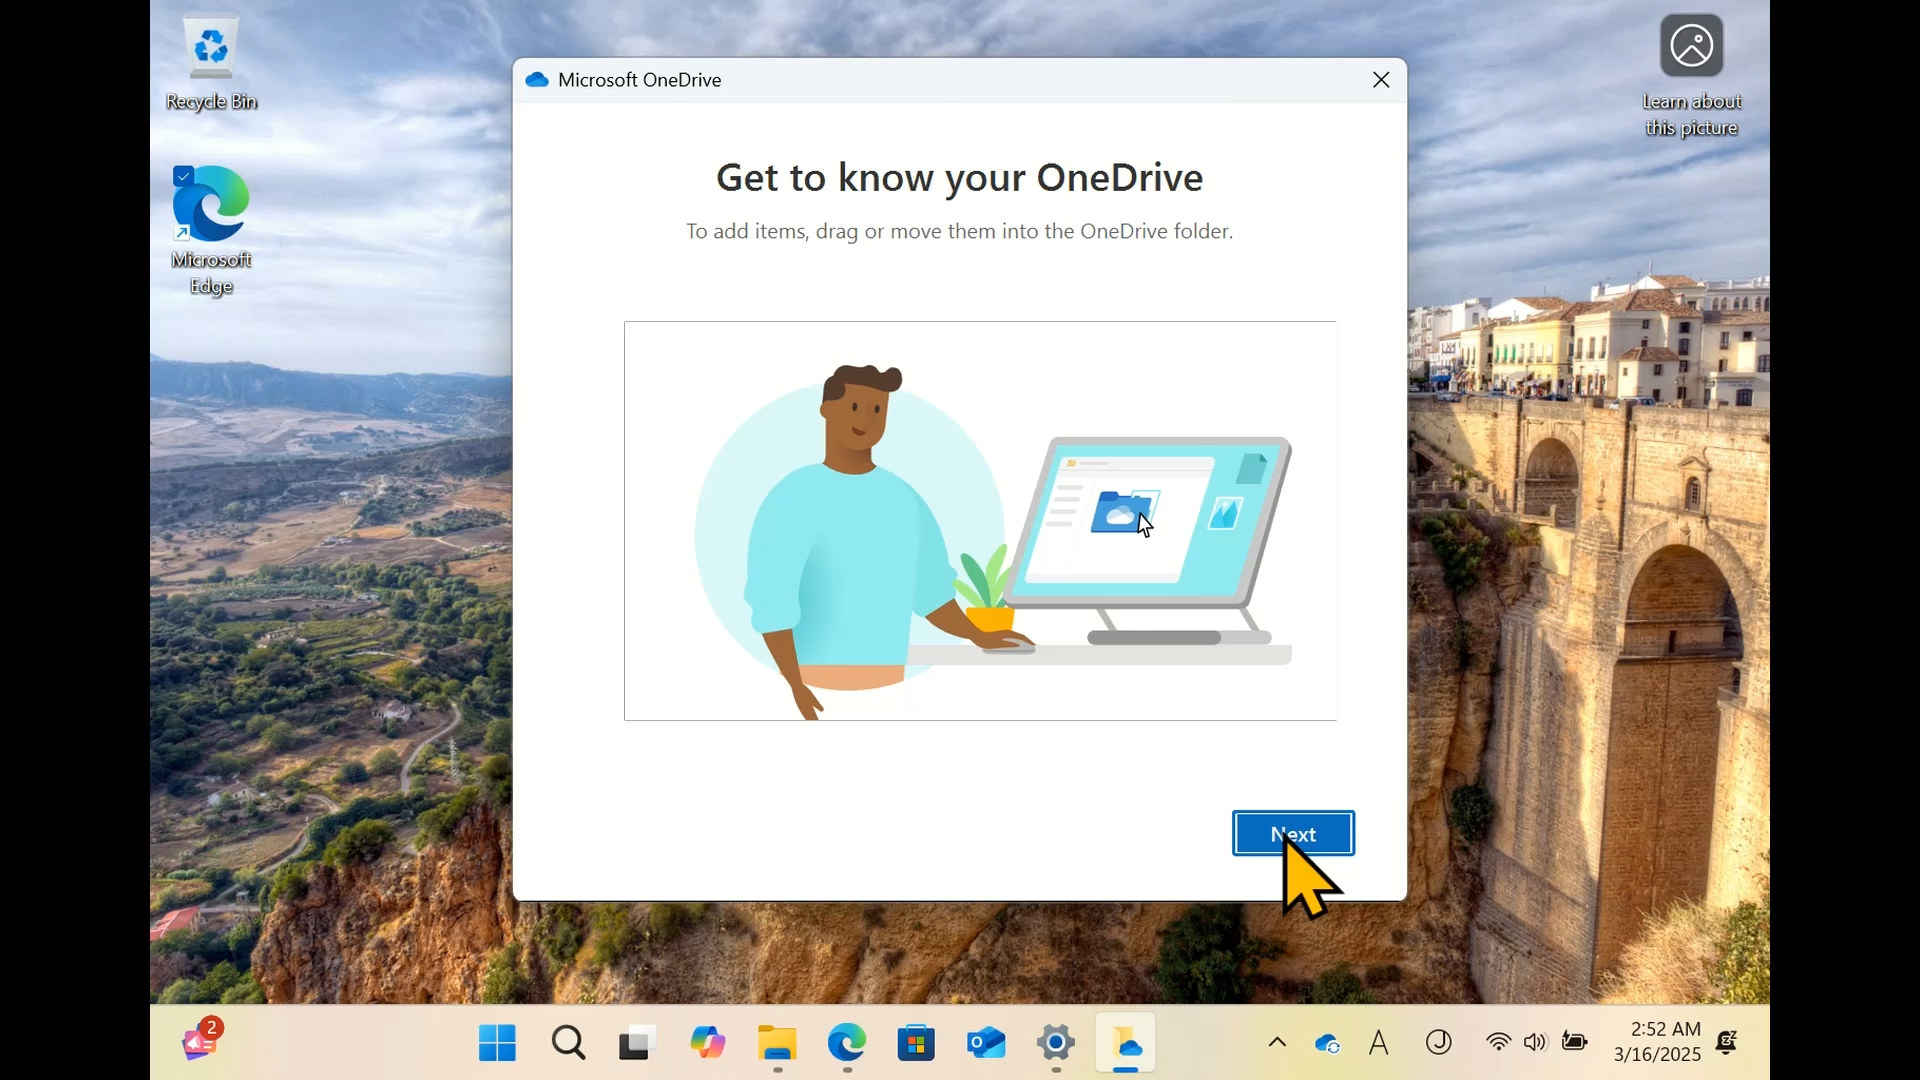 Recycle Bin
Microsoft
Edge
Learn about
this picture
Microsoft OneDrive
Get to know your OneDrive
To add items, drag or move them into the OneDrive folder.
Next
2
A
J
2:52 AM
3/16/2025